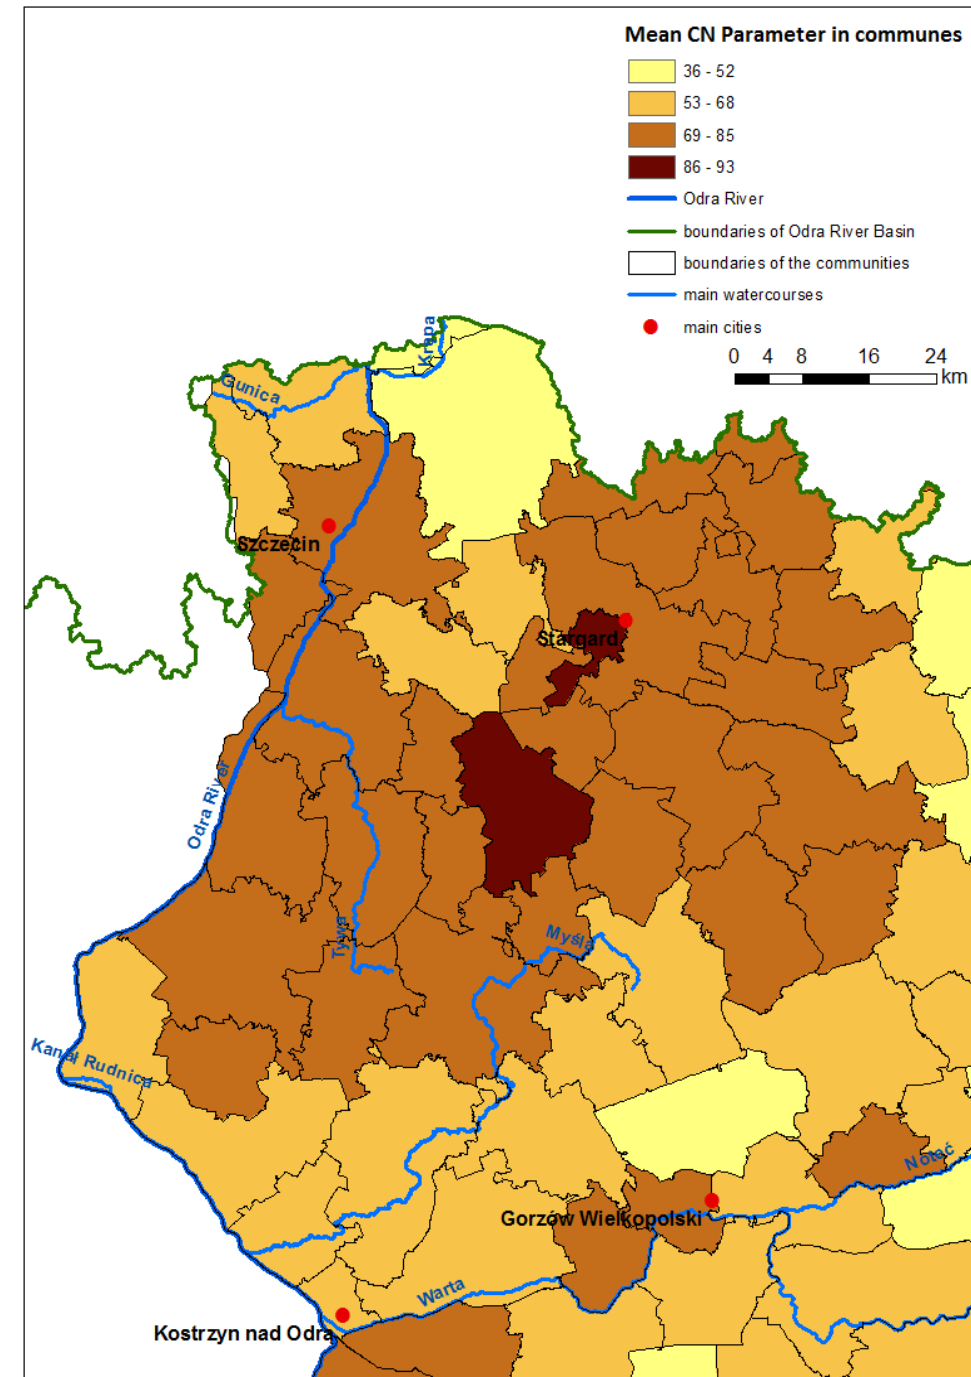 Mean CN Parameter in communes
36 - 52
53 - 68
69 - 85
86 - 93
Odra River
boundaries of Odra River Basin
boundaries of the communities
main watercourses
main cities
0 4 8 16 24
km
Krąpa
Gunica
Szczecin
Stargard
Odra River
Tywa
Myśla
Kanał Rudnica
Noteć
Gorzów Wielkopolski
Warta
Kostrzyn nad Odrą